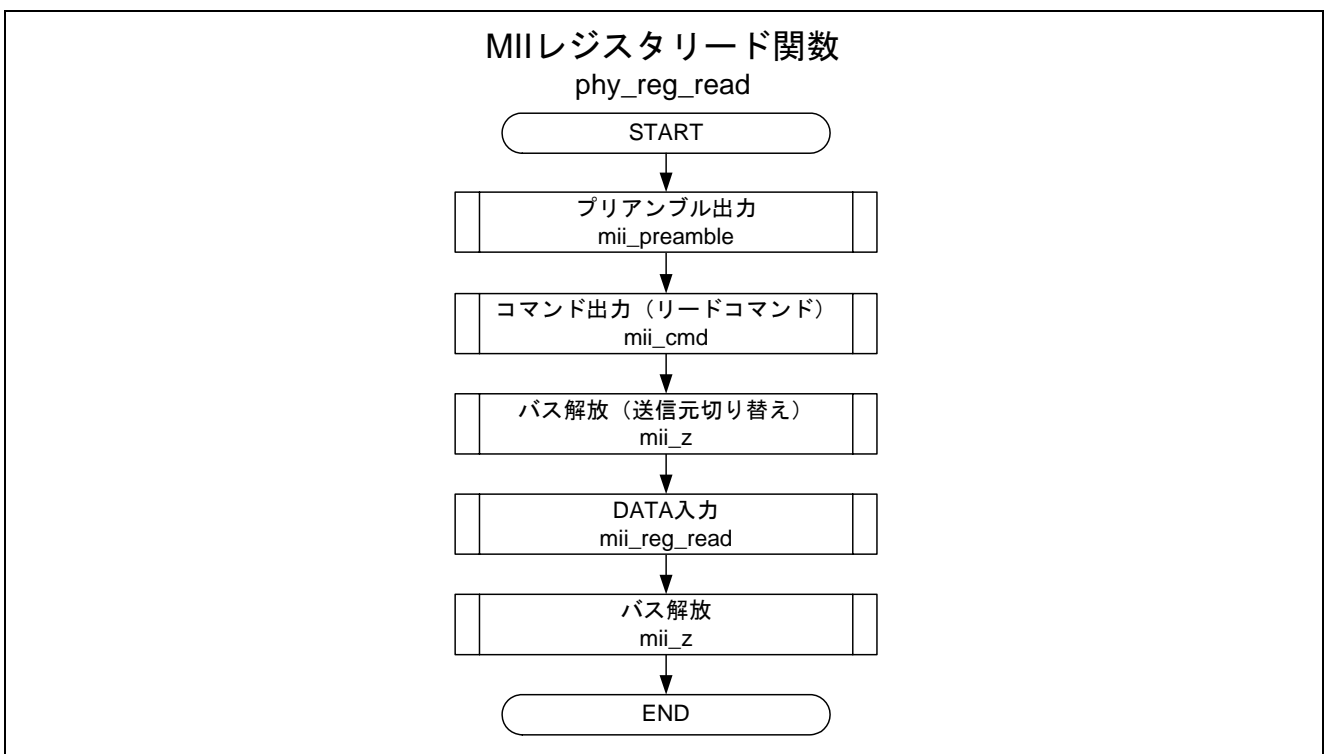 MIIレジスタリード関数
phy_reg_read
START
プリアンブル出力
mii_preamble
コマンド出力（リードコマンド）
mii_cmd
バス解放（送信元切り替え）
mii_z
DATA入力
mii_reg_read
バス解放
mii_z
END